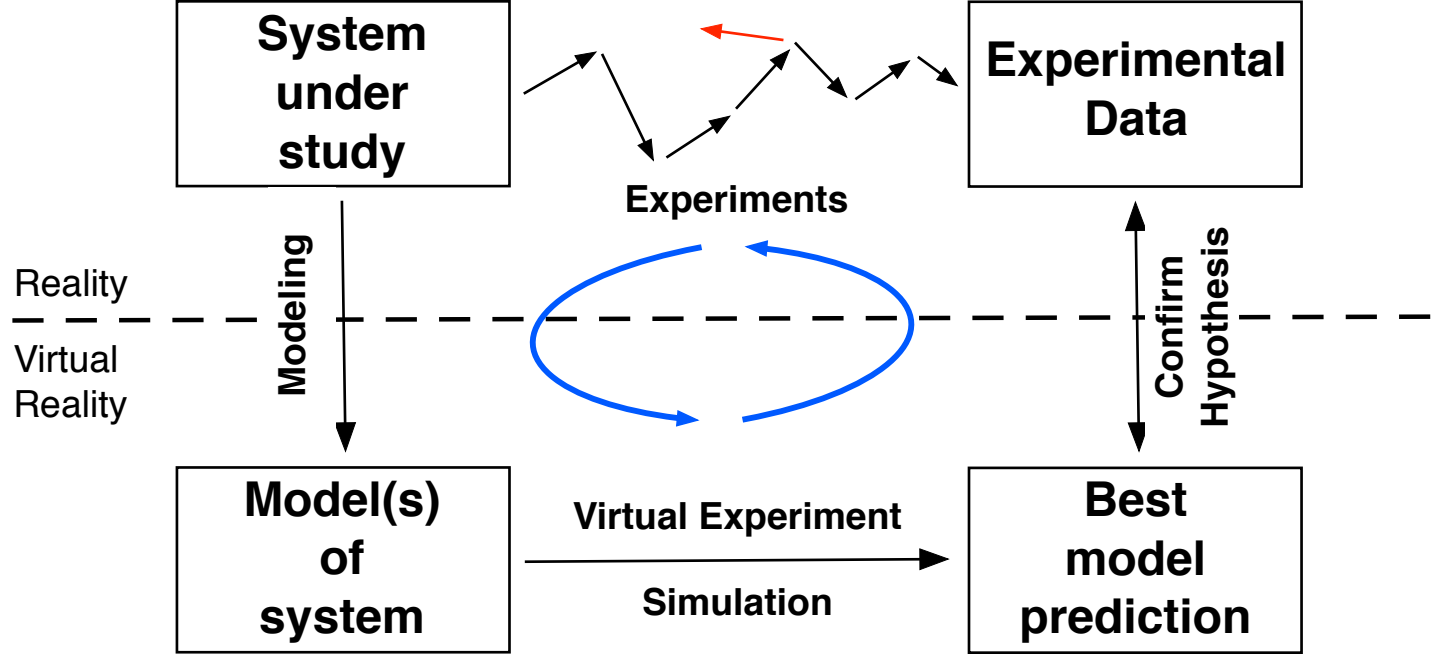 System
under
study
Experimental
Data
Experiments
Modeling
Reality
Virtual
Reality
Confirm
Hypothesis
Model(s)
of
system
Virtual Experiment
Simulation
Best
model
prediction